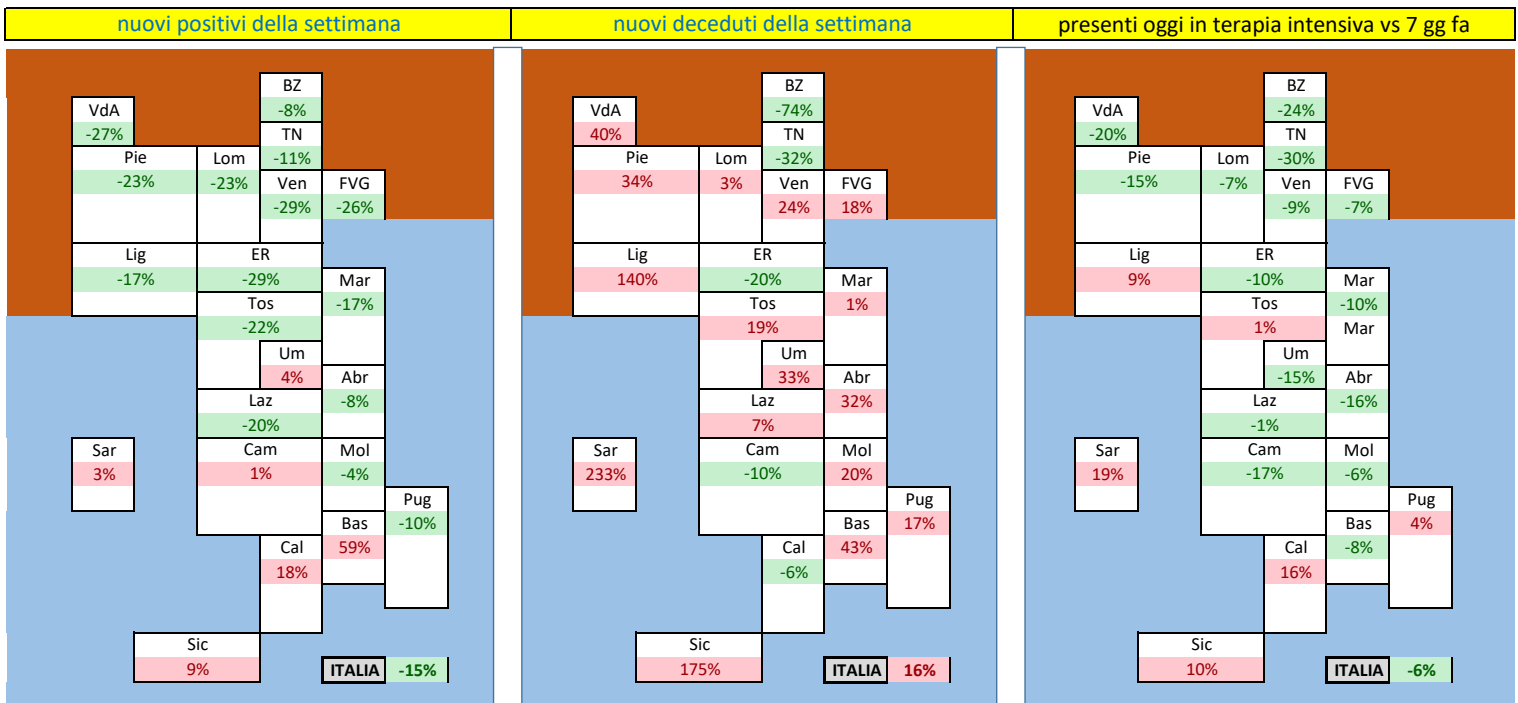 nuovi positivi della settimana
nuovi deceduti della settimana
presenti oggi in terapia intensiva vs 7 gg fa
BZ
VdA -8%
-27% TN
Pie Lom -11%
-23% -23% Ven FVG
-29% -26%
Lig ER
-17% -29% Mar
Tos -17%
-22%
Um
4% Abr
Laz -8%
-20%
Sar Cam Mol
3% 1% -4%
Pug
Bas -10%
Cal 59%
18%
Sic
9% ITALIA -15%
BZ
VdA -74%
40% TN
Pie Lom -32%
34% 3% Ven FVG
24% 18%
Lig ER
140% -20% Mar
Tos 1%
19%
Um
33% Abr
Laz 32%
7%
Sar Cam Mol
233% -10% 20%
Pug
Bas 17%
Cal 43%
-6%
Sic
175% ITALIA 16%
BZ
VdA -24%
-20% TN
Pie Lom -30%
-15% -7% Ven FVG
-9% -7%
Lig ER
9% -10% Mar
Tos -10%
1% Mar
Um
-15% Abr
Laz -16%
-1%
Sar Cam Mol
19% -17% -6%
Pug
Bas 4%
Cal -8%
16%
Sic
10% ITALIA -6%